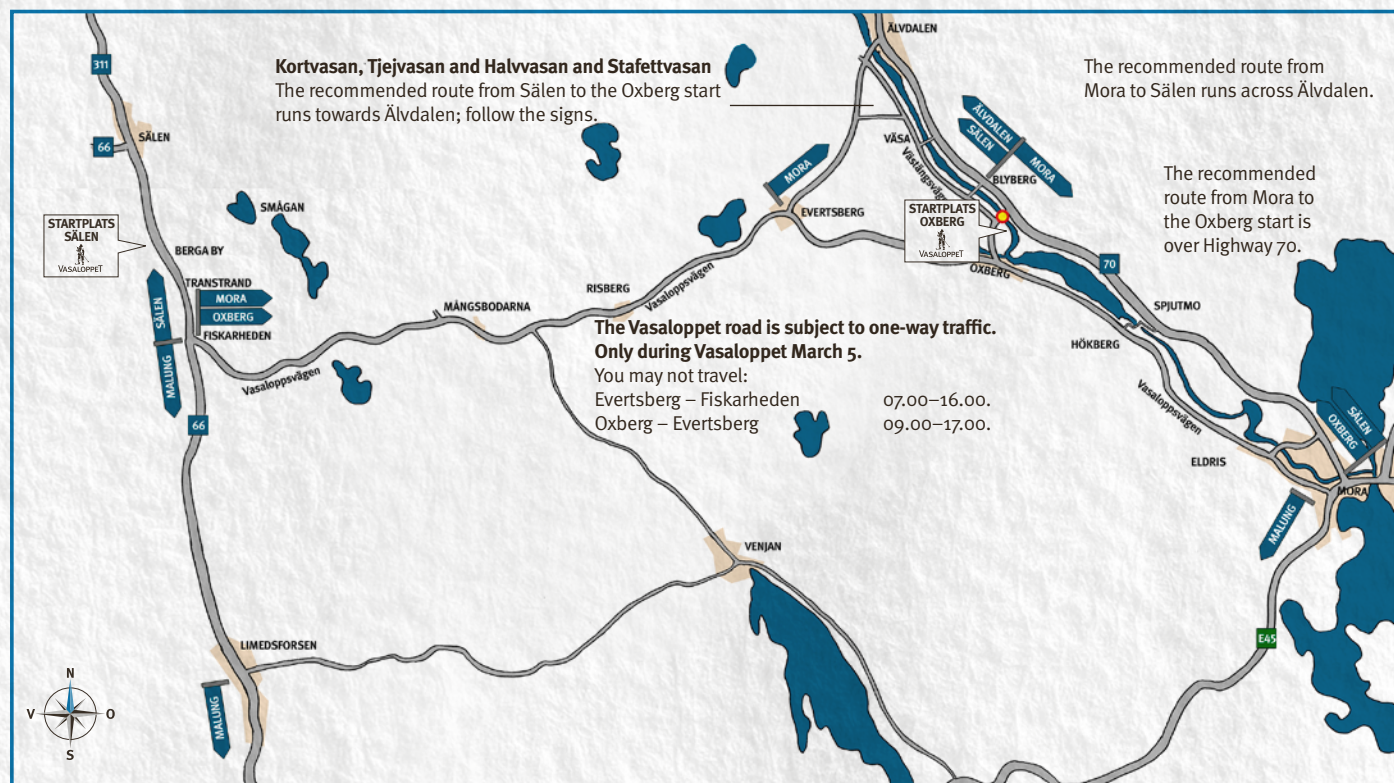 ÄLVDALEN
311
Kortvasan, Tjejvasan and Halvvasan and Stafettvasan
The recommended route from Sälen to the Oxberg start
runs towards Älvdalen; follow the signs.
The recommended route from
Mora to Sälen runs across Älvdalen.
SÄLEN
66
VÄSA
ÄLVDALEN
SÄLEN
MORA
MORA
BLYBERG
The recommended
route from Mora to
the Oxberg start is
over Highway 70.
SMÅGAN
EVERTSBERG
STARTPLATS
OXBERG
VASALOPPET
STARTPLATS
SÄLEN
VASALOPPET
BERGA BY
TRANSTRAND
MORA
OXBERG
FISKARHEDEN
SÄLEN
MALUNG
OXBERG
70
RISBERG
Vasaloppsvägen
MÅNGSBODARNA
SPJUTMO
HÖKBERG
The Vasaloppet road is subject to one-way traffic.
Only during Vasaloppet March 5.
You may not travel:
Evertsberg – Fiskarheden 07.00–16.00.
Oxberg – Evertsberg 09.00–17.00.
Vasaloppsvägen
Vasaloppsvägen
66
SÄLEN
OXBERG
ELDRIS
MORA
MALUNG
VENJAN
E45
LIMEDSFORSEN
MALUNG
N
V O
S